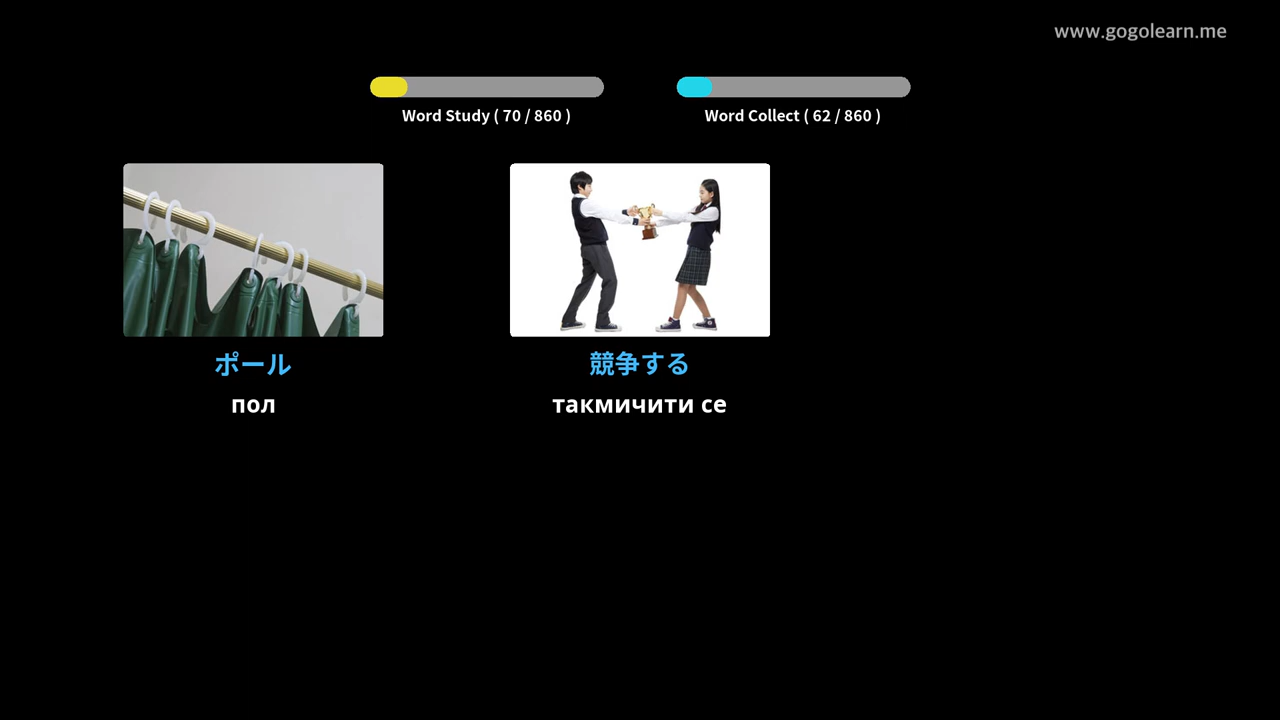 www.gogolearn.me
Word Study ( 70 / 860 )
Word Collect ( 62 / 860 )
ポール
競争する
пол
такмичити се